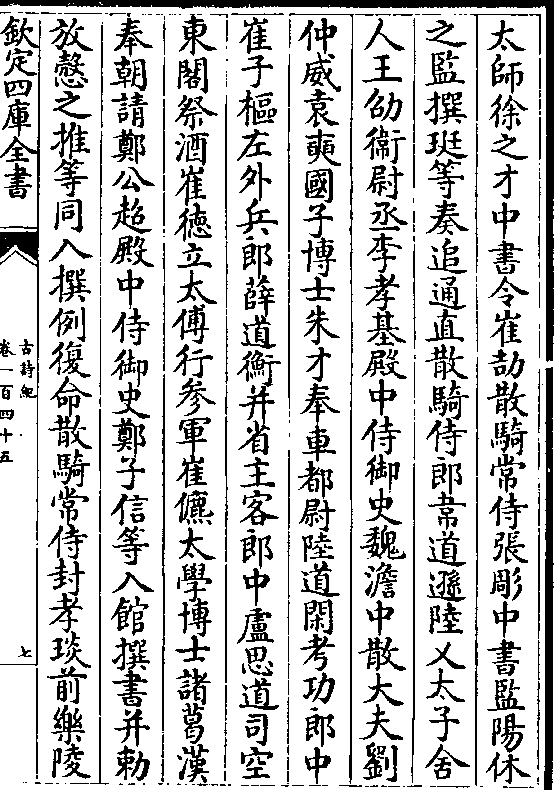 太師徐之才中書令崔劼散騎常侍張彫中書監陽休
之監撰珽等奏追通直散騎侍郎韋道遜陸乂太子舍
人王劭衞尉丞李孝基殿中侍御史魏澹中散大夫劉
仲威袁奭國子博士朱才奉車都尉陸道閑考功郎中
崔子樞左外兵郎薛道衡并省主客郎中盧思道司空
東閣祭酒崔徳立太傅行參軍崔儦太學博士諸葛漢
奉朝請鄭公超殿中侍御史鄭子信等入館撰書并勅
放慤之推等同入撰例復命散騎常侍封孝琰前樂陵
欽定四庫全書
古詩紀
卷一百四十五
七